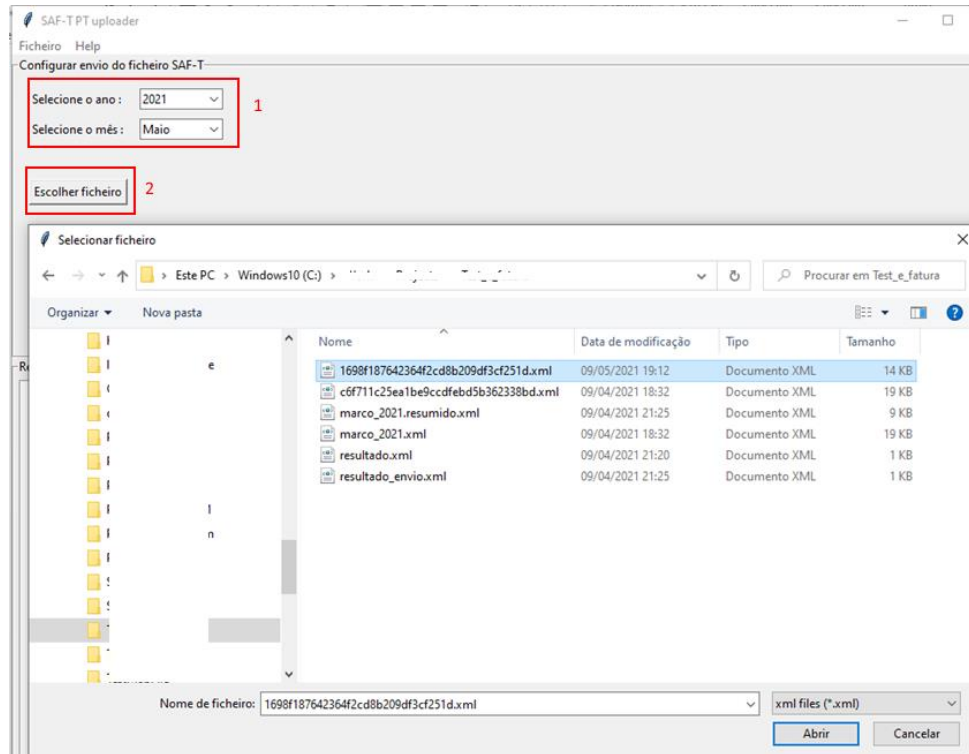 SAF-T PT uploader
Ficheiro Help
Configurar envio do ficheiro SAF-T
Selecione o ano : 2021 1
Selecione o mês : Maio
Escolher ficheiro 2
Selecionar ficheiro
Este PC > Windows10 (C:) >
Procurar em Test_e_fatura
Organizar Nova pasta
Nome Data de modificação Tipo Tamanho
1698f187642364f2cd8b209df3cf251d.xml 09/05/2021 19:12 Documento XML 14 KB
c6f711c25ea1be9ccdfebd5b362338bd.xml 09/04/2021 18:32 Documento XML 19 KB
marco_2021.resumido.xml 09/04/2021 21:25 Documento XML 9 KB
marco_2021.xml 09/04/2021 18:32 Documento XML 19 KB
resultado.xml 09/04/2021 21:20 Documento XML 1 KB
resultado_envio.xml 09/04/2021 21:25 Documento XML 1 KB
Nome de ficheiro: 1698f187642364f2cd8b209df3cf251d.xml xml files (*.xml)
Abrir Cancelar